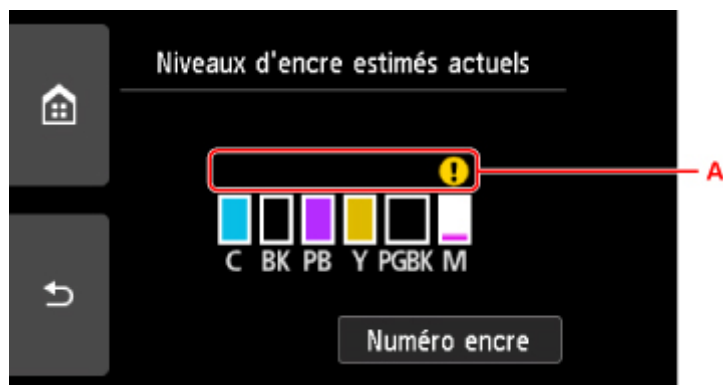 Niveaux d'encre estimés actuels
A
C BK PB Y PGBK M
Numéro encre